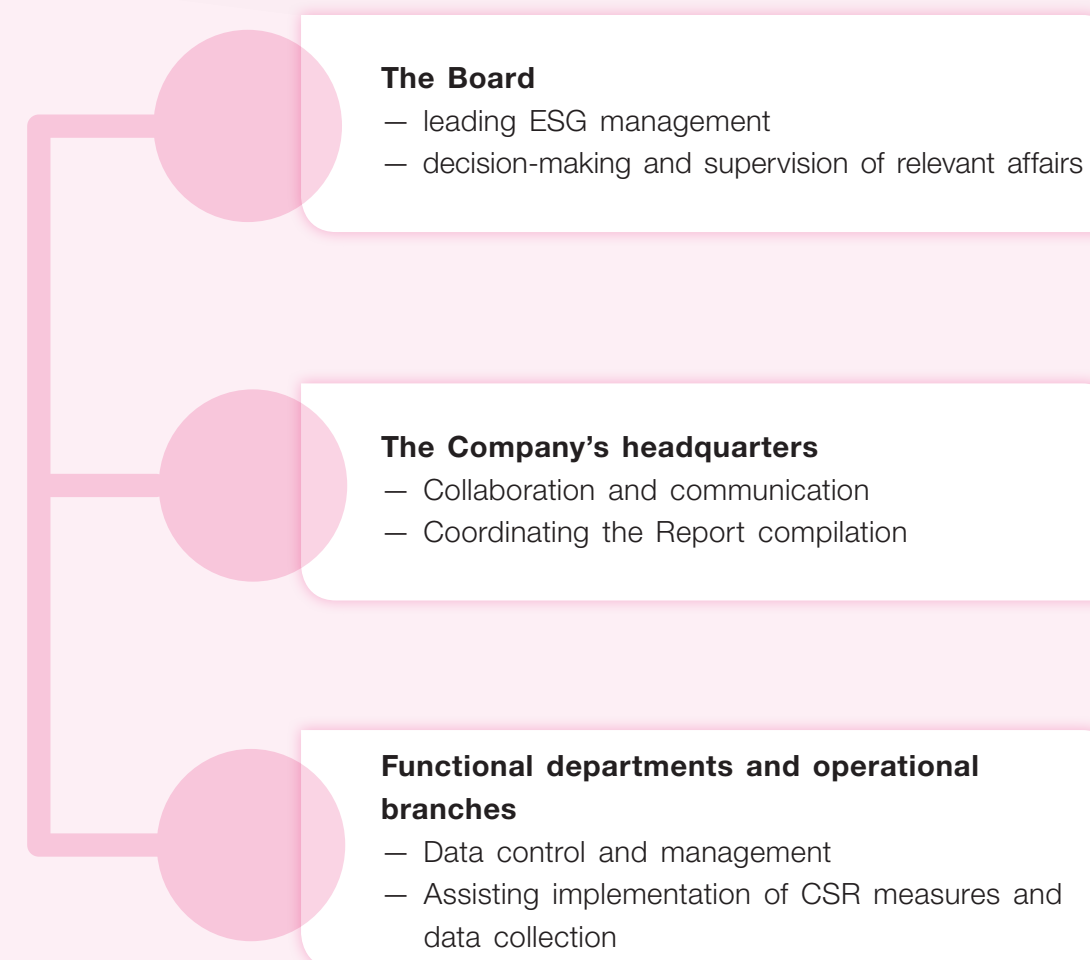 The Board
— leading ESG management
— decision-making and supervision of relevant affairs
The Company’s headquarters
— Collaboration and communication
— Coordinating the Report compilation
Functional departments and operational
branches
— Data control and management
— Assisting implementation of CSR measures and
data collection